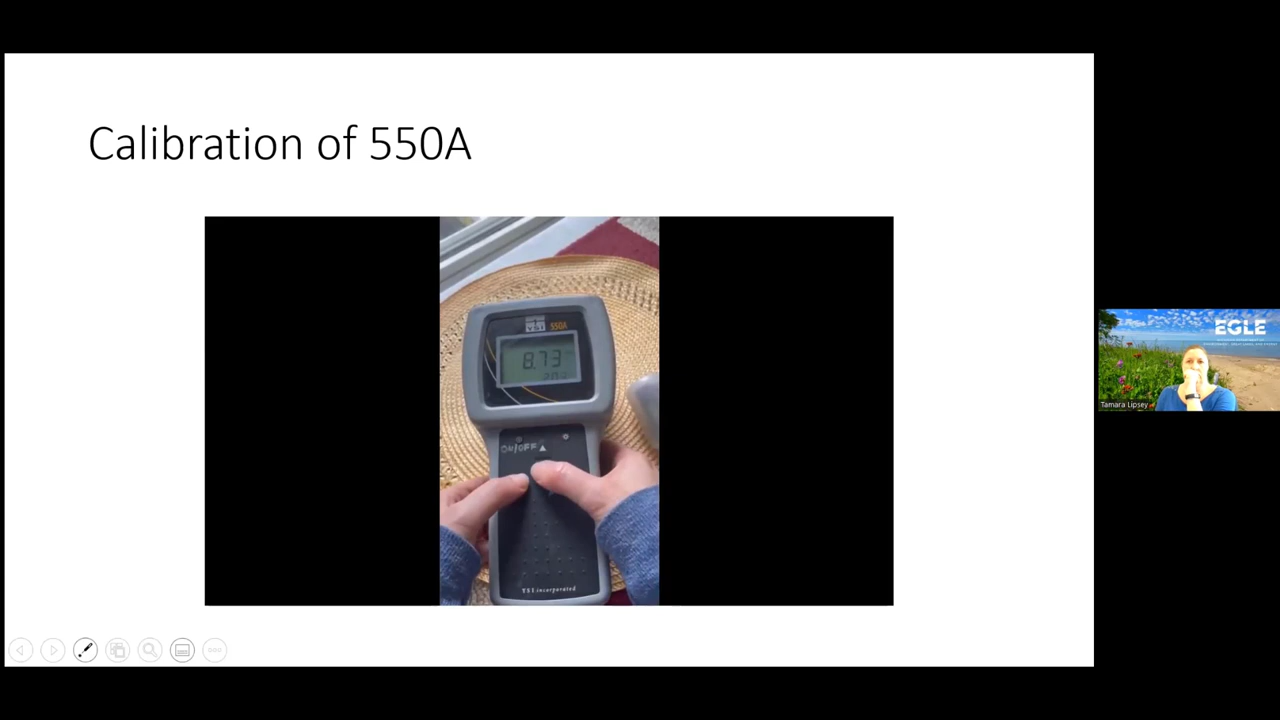 Calibration of 550A
YSI 550A
8.73
ON/OFF
YSI incorporated
EGLE
Tamara Lipsey